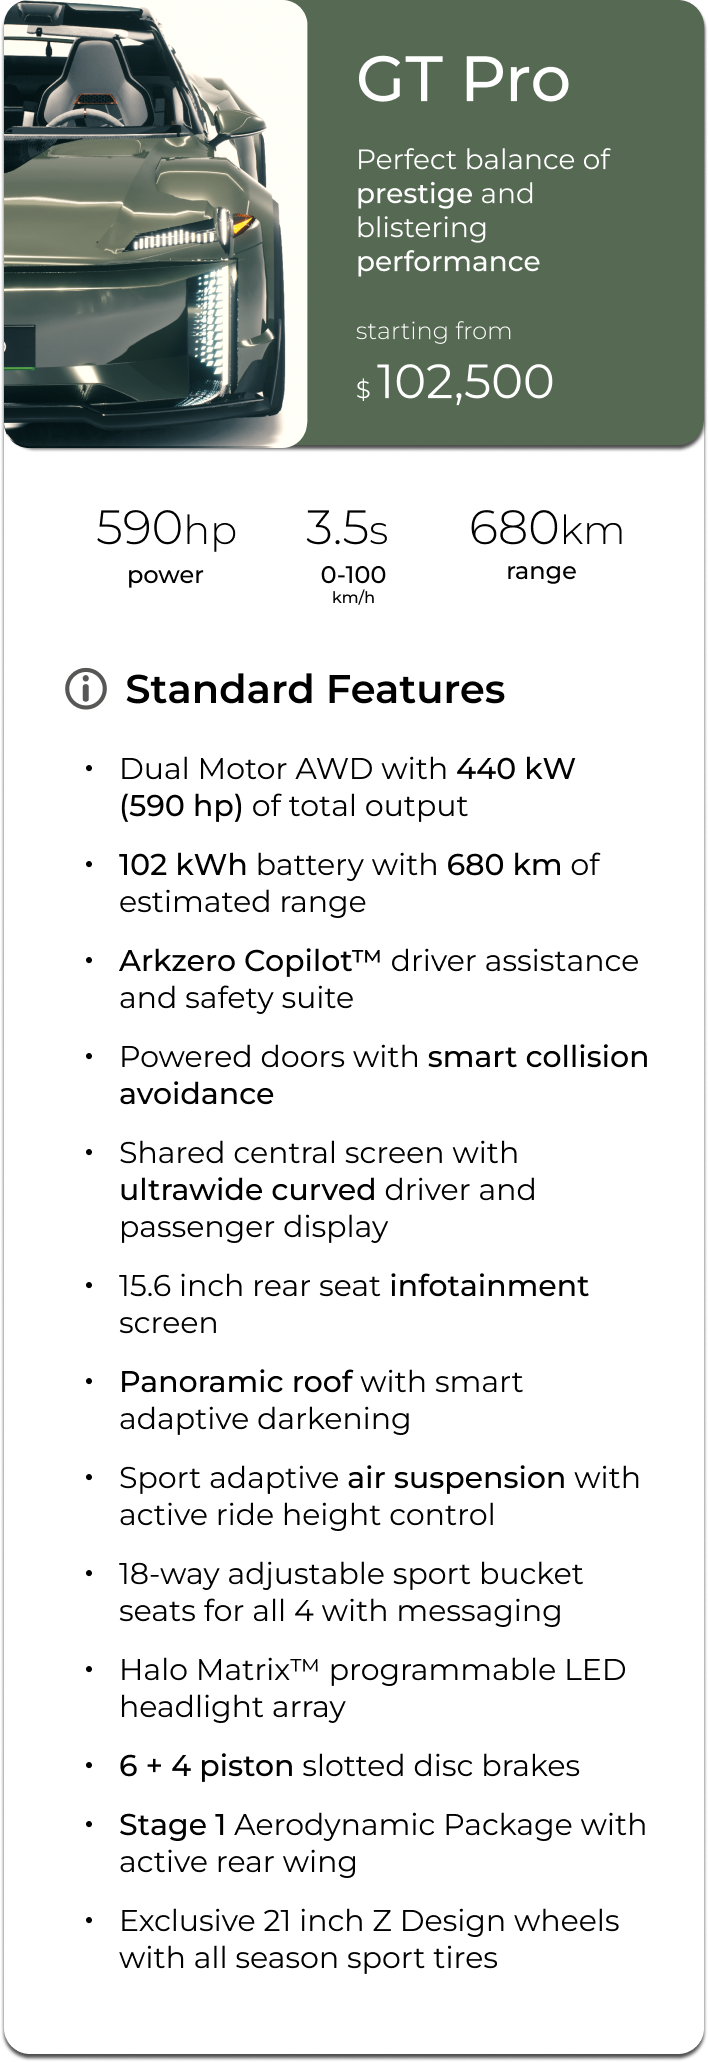 GT Pro
Perfect balance of
prestige and
blistering
performance
starting from
$ 102,500
590hp
power
3.5s
0-100
km/h
680km
range
Standard Features
• Dual Motor AWD with 440 kW
(590 hp) of total output
• 102 kWh battery with 680 km of
estimated range
• Arkzero Copilot™ driver assistance
and safety suite
• Powered doors with smart collision
avoidance
• Shared central screen with
ultrawide curved driver and
passenger display
• 15.6 inch rear seat infotainment
screen
• Panoramic roof with smart
adaptive darkening
• Sport adaptive air suspension with
active ride height control
• 18-way adjustable sport bucket
seats for all 4 with messaging
• Halo Matrix™ programmable LED
headlight array
• 6 + 4 piston slotted disc brakes
• Stage 1 Aerodynamic Package with
active rear wing
• Exclusive 21 inch Z Design wheels
with all season sport tires